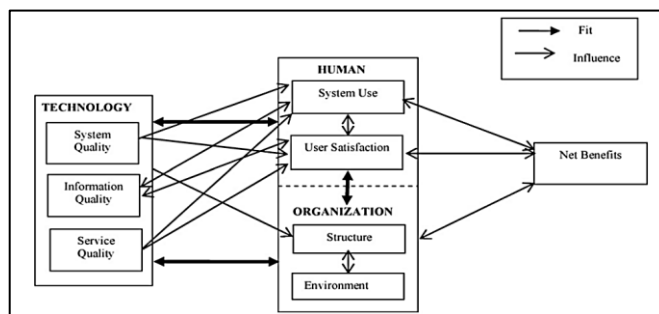 Fit
Influence
HUMAN
System Use
User Satisfaction
TECHNOLOGY
System
Quality
Information
Quality
Service
Quality
ORGANIZATION
Structure
Environment
Net Benefits